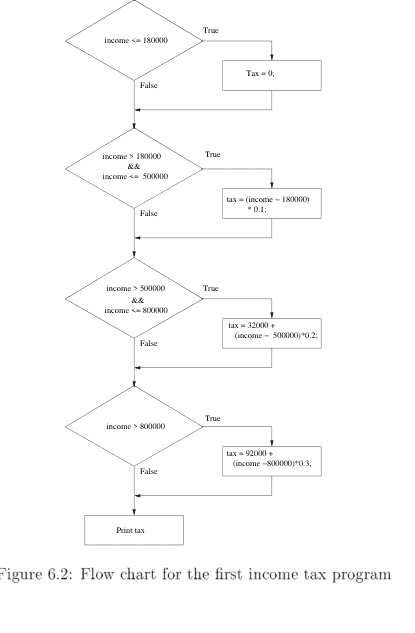 income <= 180000
True
Tax = 0;
False
income > 180000
&&
income <= 500000
True
tax = (income − 180000)
* 0.1;
False
income > 500000
&&
income <= 800000
True
tax = 32000 +
(income − 500000)*0.2;
False
income > 800000
True
tax = 92000 +
(income −800000)*0.3;
False
Print tax
Figure 6.2: Flow chart for the first income tax program